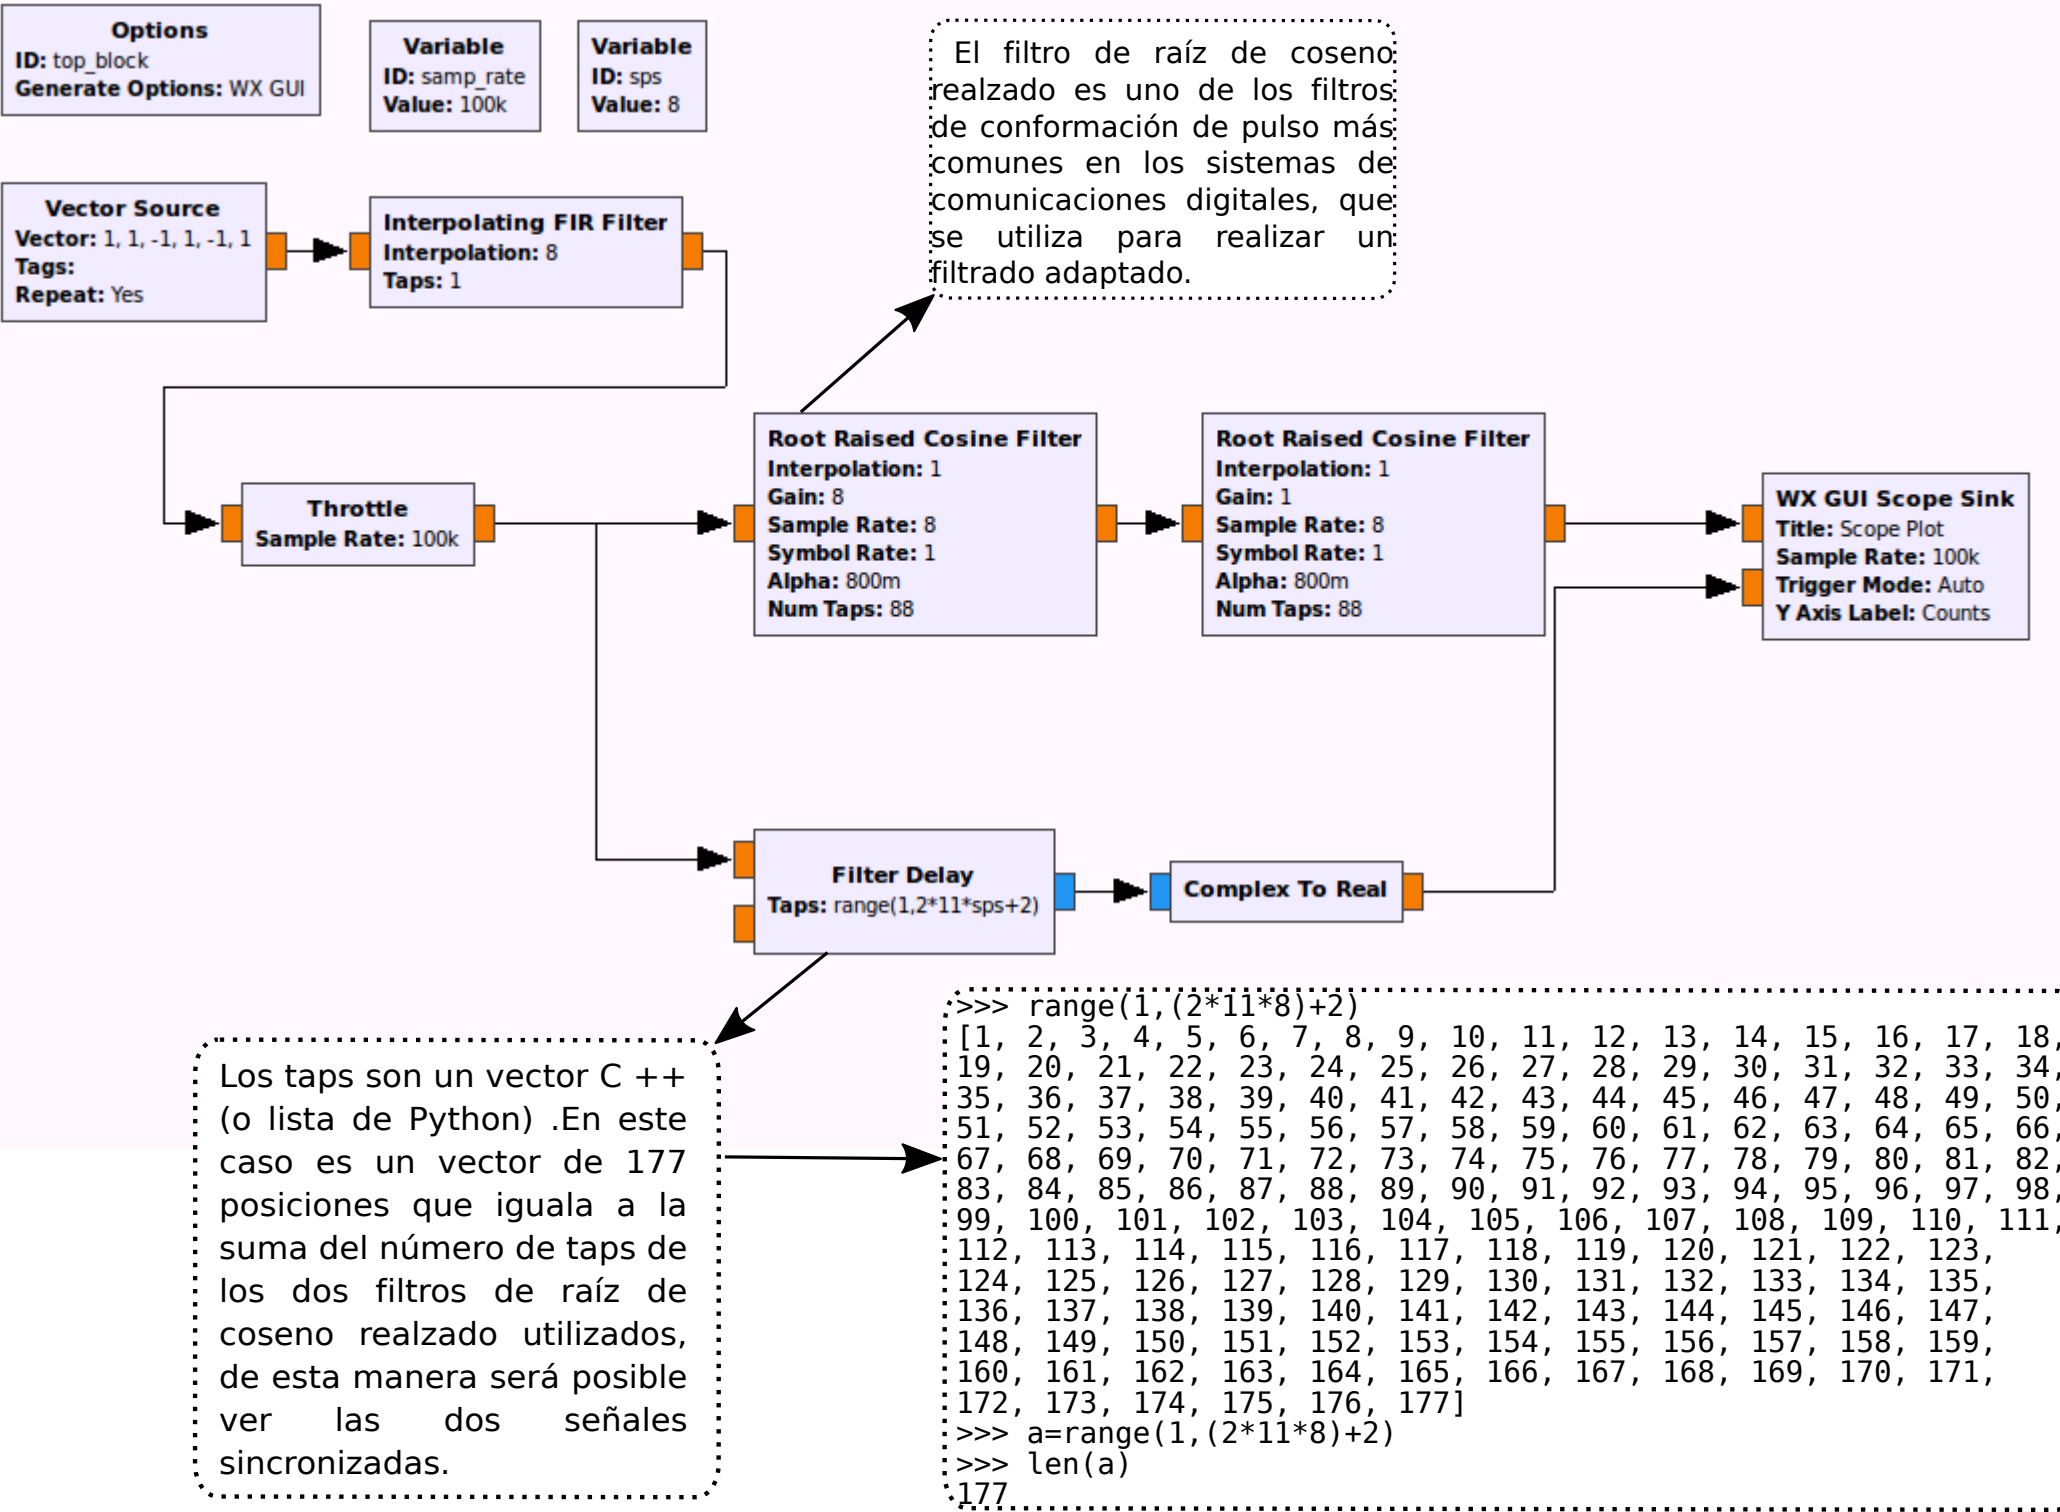 Options
ID: top_block
Generate Options: WX GUI
Variable
ID: samp_rate
Value: 100k
Variable
ID: sps
Value: 8
El filtro de raíz de coseno
realzado es uno de los filtros
de conformación de pulso más
comunes en los sistemas de
comunicaciones digitales, que
se utiliza para realizar un
filtrado adaptado.
Vector Source
Vector: 1, 1, -1, 1, -1, 1
Tags:
Repeat: Yes
Interpolating FIR Filter
Interpolation: 8
Taps: 1
Throttle
Sample Rate: 100k
Root Raised Cosine Filter
Interpolation: 1
Gain: 8
Sample Rate: 8
Symbol Rate: 1
Alpha: 800m
Num Taps: 88
Root Raised Cosine Filter
Interpolation: 1
Gain: 1
Sample Rate: 8
Symbol Rate: 1
Alpha: 800m
Num Taps: 88
WX GUI Scope Sink
Title: Scope Plot
Sample Rate: 100k
Trigger Mode: Auto
Y Axis Label: Counts
Filter Delay
Taps: range(1,2*11*sps+2)
Complex To Real
Los taps son un vector C ++
(o lista de Python) .En este
caso es un vector de 177
posiciones que iguala a la
suma del número de taps de
los dos filtros de raíz de
coseno realzado utilizados,
de esta manera será posible
ver las dos señales
sincronizadas.
>>> range(1,(2*11*8)+2)
[1, 2, 3, 4, 5, 6, 7, 8, 9, 10, 11, 12, 13, 14, 15, 16, 17, 18,
19, 20, 21, 22, 23, 24, 25, 26, 27, 28, 29, 30, 31, 32, 33, 34,
35, 36, 37, 38, 39, 40, 41, 42, 43, 44, 45, 46, 47, 48, 49, 50,
51, 52, 53, 54, 55, 56, 57, 58, 59, 60, 61, 62, 63, 64, 65, 66,
67, 68, 69, 70, 71, 72, 73, 74, 75, 76, 77, 78, 79, 80, 81, 82,
83, 84, 85, 86, 87, 88, 89, 90, 91, 92, 93, 94, 95, 96, 97, 98,
99, 100, 101, 102, 103, 104, 105, 106, 107, 108, 109, 110, 111,
112, 113, 114, 115, 116, 117, 118, 119, 120, 121, 122, 123,
124, 125, 126, 127, 128, 129, 130, 131, 132, 133, 134, 135,
136, 137, 138, 139, 140, 141, 142, 143, 144, 145, 146, 147,
148, 149, 150, 151, 152, 153, 154, 155, 156, 157, 158, 159,
160, 161, 162, 163, 164, 165, 166, 167, 168, 169, 170, 171,
172, 173, 174, 175, 176, 177]
>>> a=range(1,(2*11*8)+2)
>>> len(a)
177